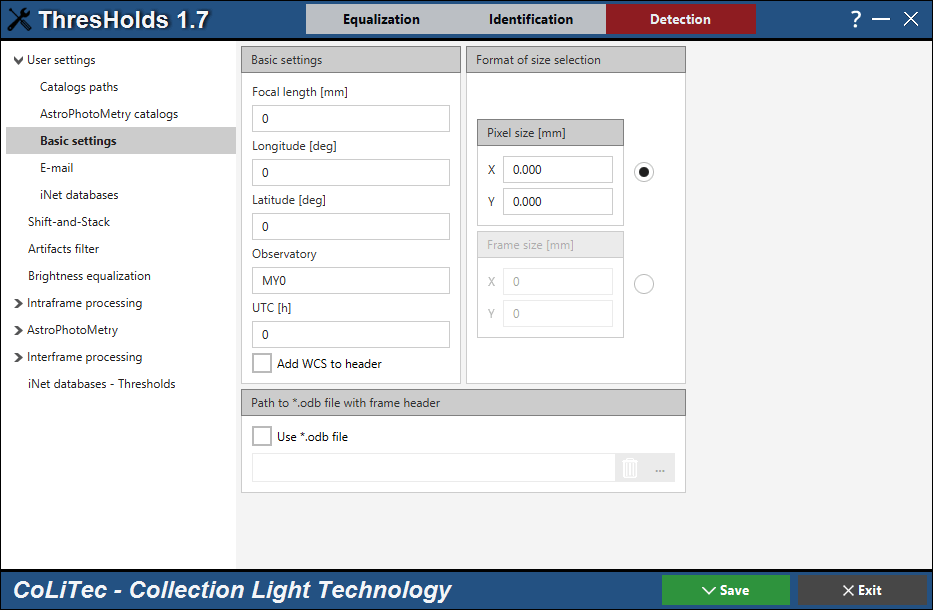 ThresHolds 1.7
Equalization
Identification
Detection
?
User settings
Catalogs paths
AstroPhotoMetry catalogs
Basic settings
E-mail
iNet databases
Shift-and-Stack
Artifacts filter
Brightness equalization
Intraframe processing
AstroPhotoMetry
Interframe processing
iNet databases - Thresholds
Basic settings
Focal length [mm]
0
Longitude [deg]
0
Latitude [deg]
0
Observatory
MY0
UTC [h]
0
Add WCS to header
Format of size selection
Pixel size [mm]
X 0.000
Y 0.000
Frame size [mm]
X 0
Y 0
Path to *.odb file with frame header
Use *.odb file
...
CoLiTec - Collection Light Technology
Save
Exit